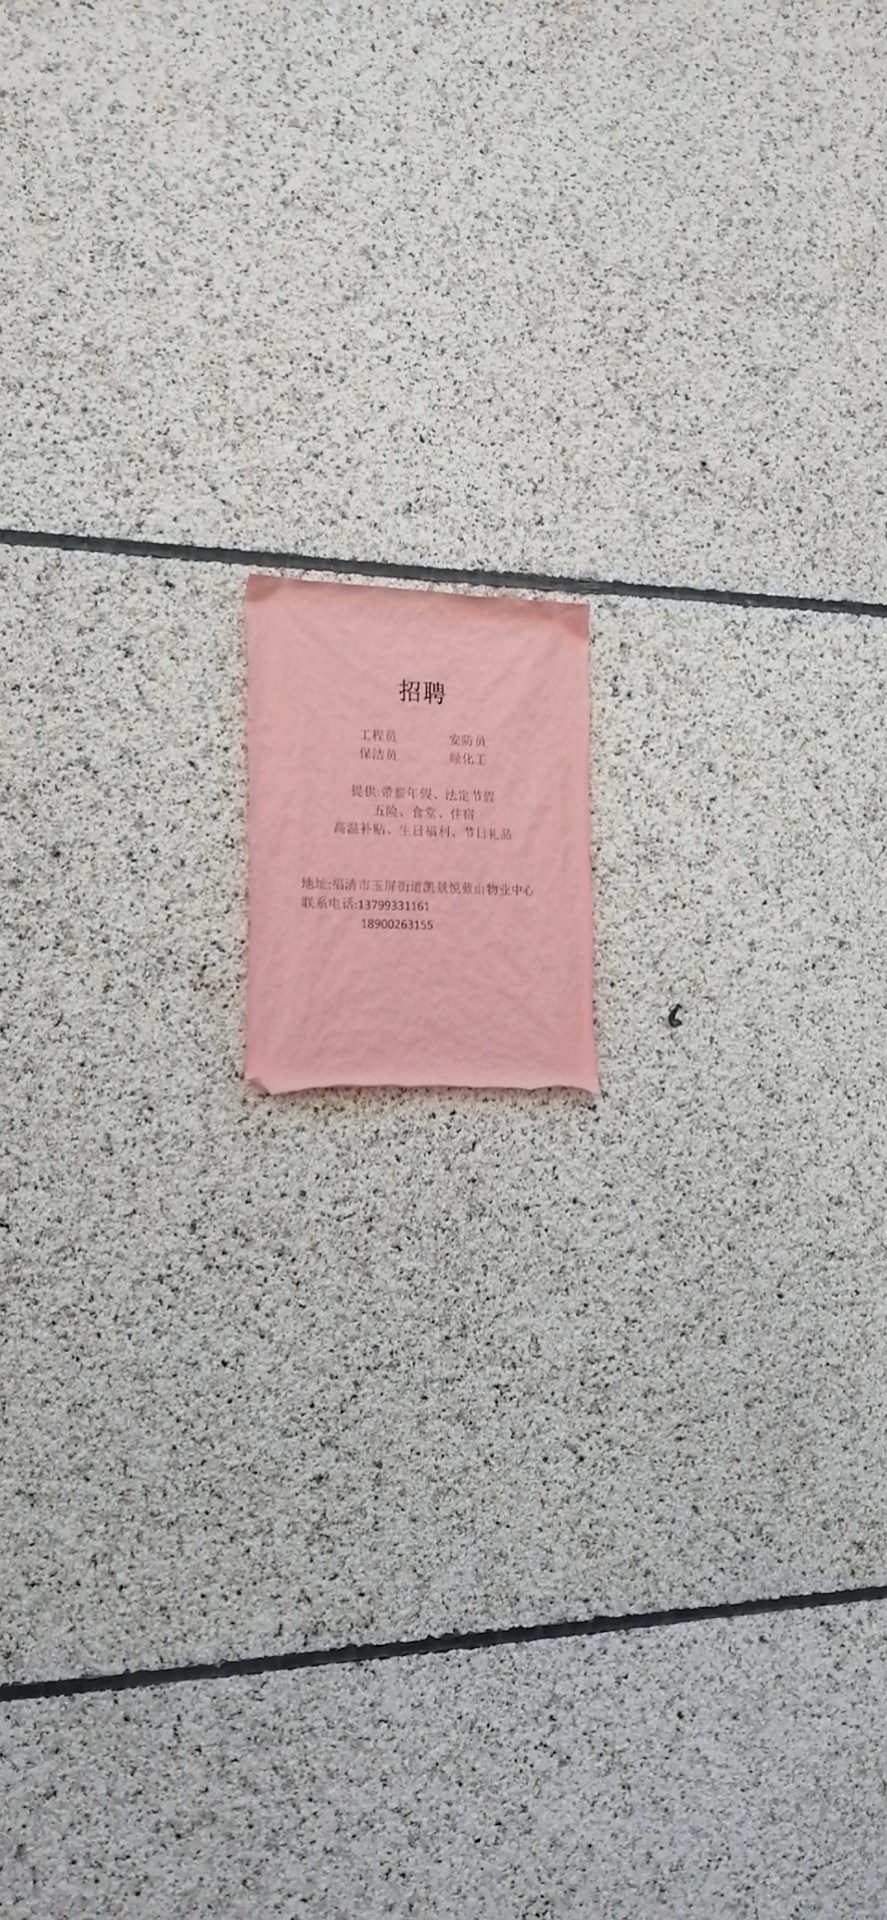 招聘
工程员 安防员
保洁员 绿化工
提供:带薪年假、法定节假
五险、食堂、住宿
高温补贴、生日福利、节日礼品
地址:福清市玉屏街道凯景悦蓝山物业中心
联系电话:13799331161
18900263155